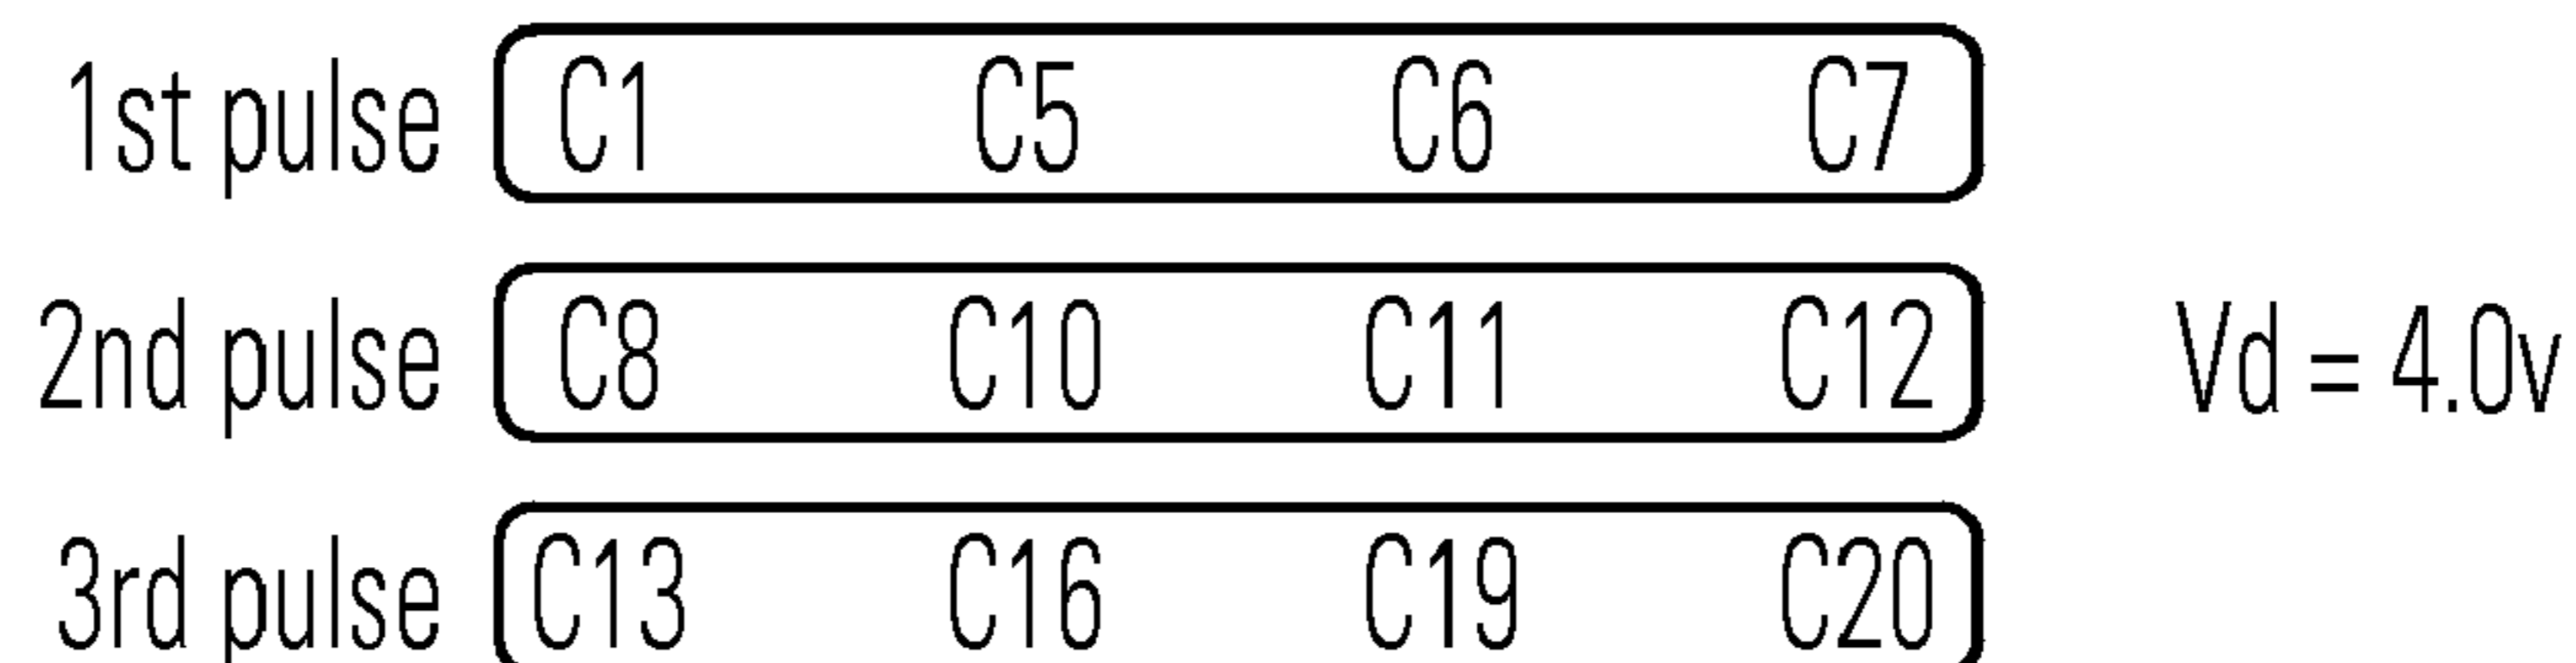 1st pulse C1 C5 C6 C7
2nd pulse C8 C10 C11 C12 Vd = 4.0v
3rd pulse C13 C16 C19 C20